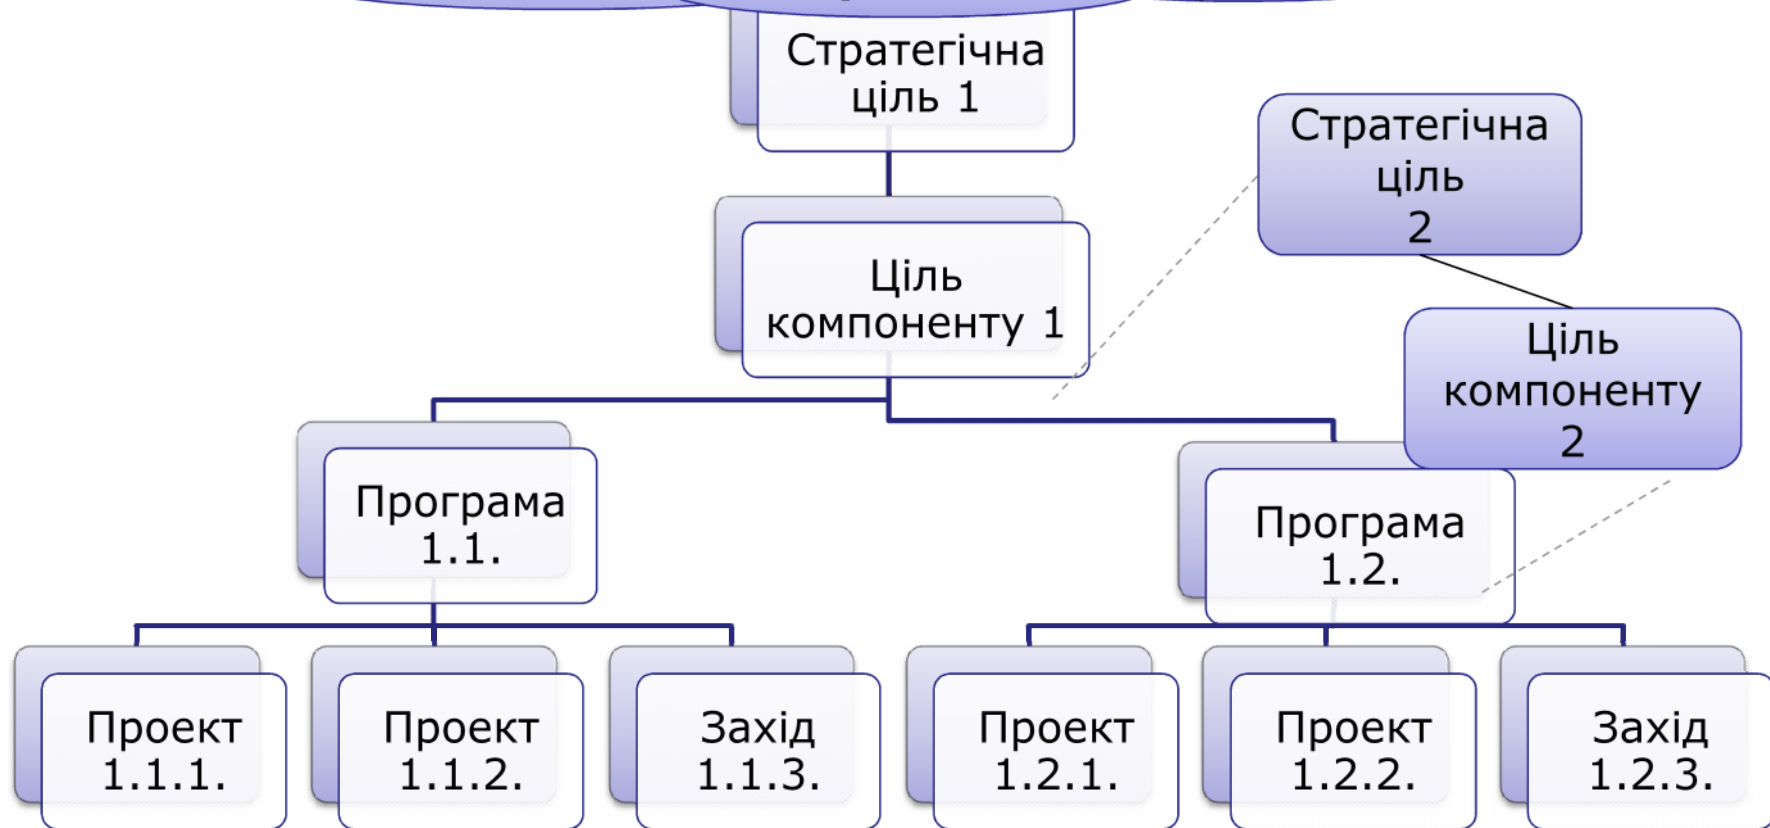 Стратегічна
ціль 1
Стратегічна
ціль
2
Ціль
компоненту 1
Ціль
компоненту
2
Програма
1.1.
Програма
1.2.
Проект
1.1.1.
Проект
1.1.2.
Захід
1.1.3.
Проект
1.2.1.
Проект
1.2.2.
Захід
1.2.3.